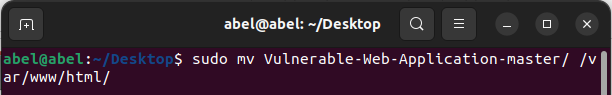 abel@abel: ~/Desktop
abel@abel:~/Desktop$ sudo mv Vulnerable-Web-Application-master/ /v
ar/www/html/